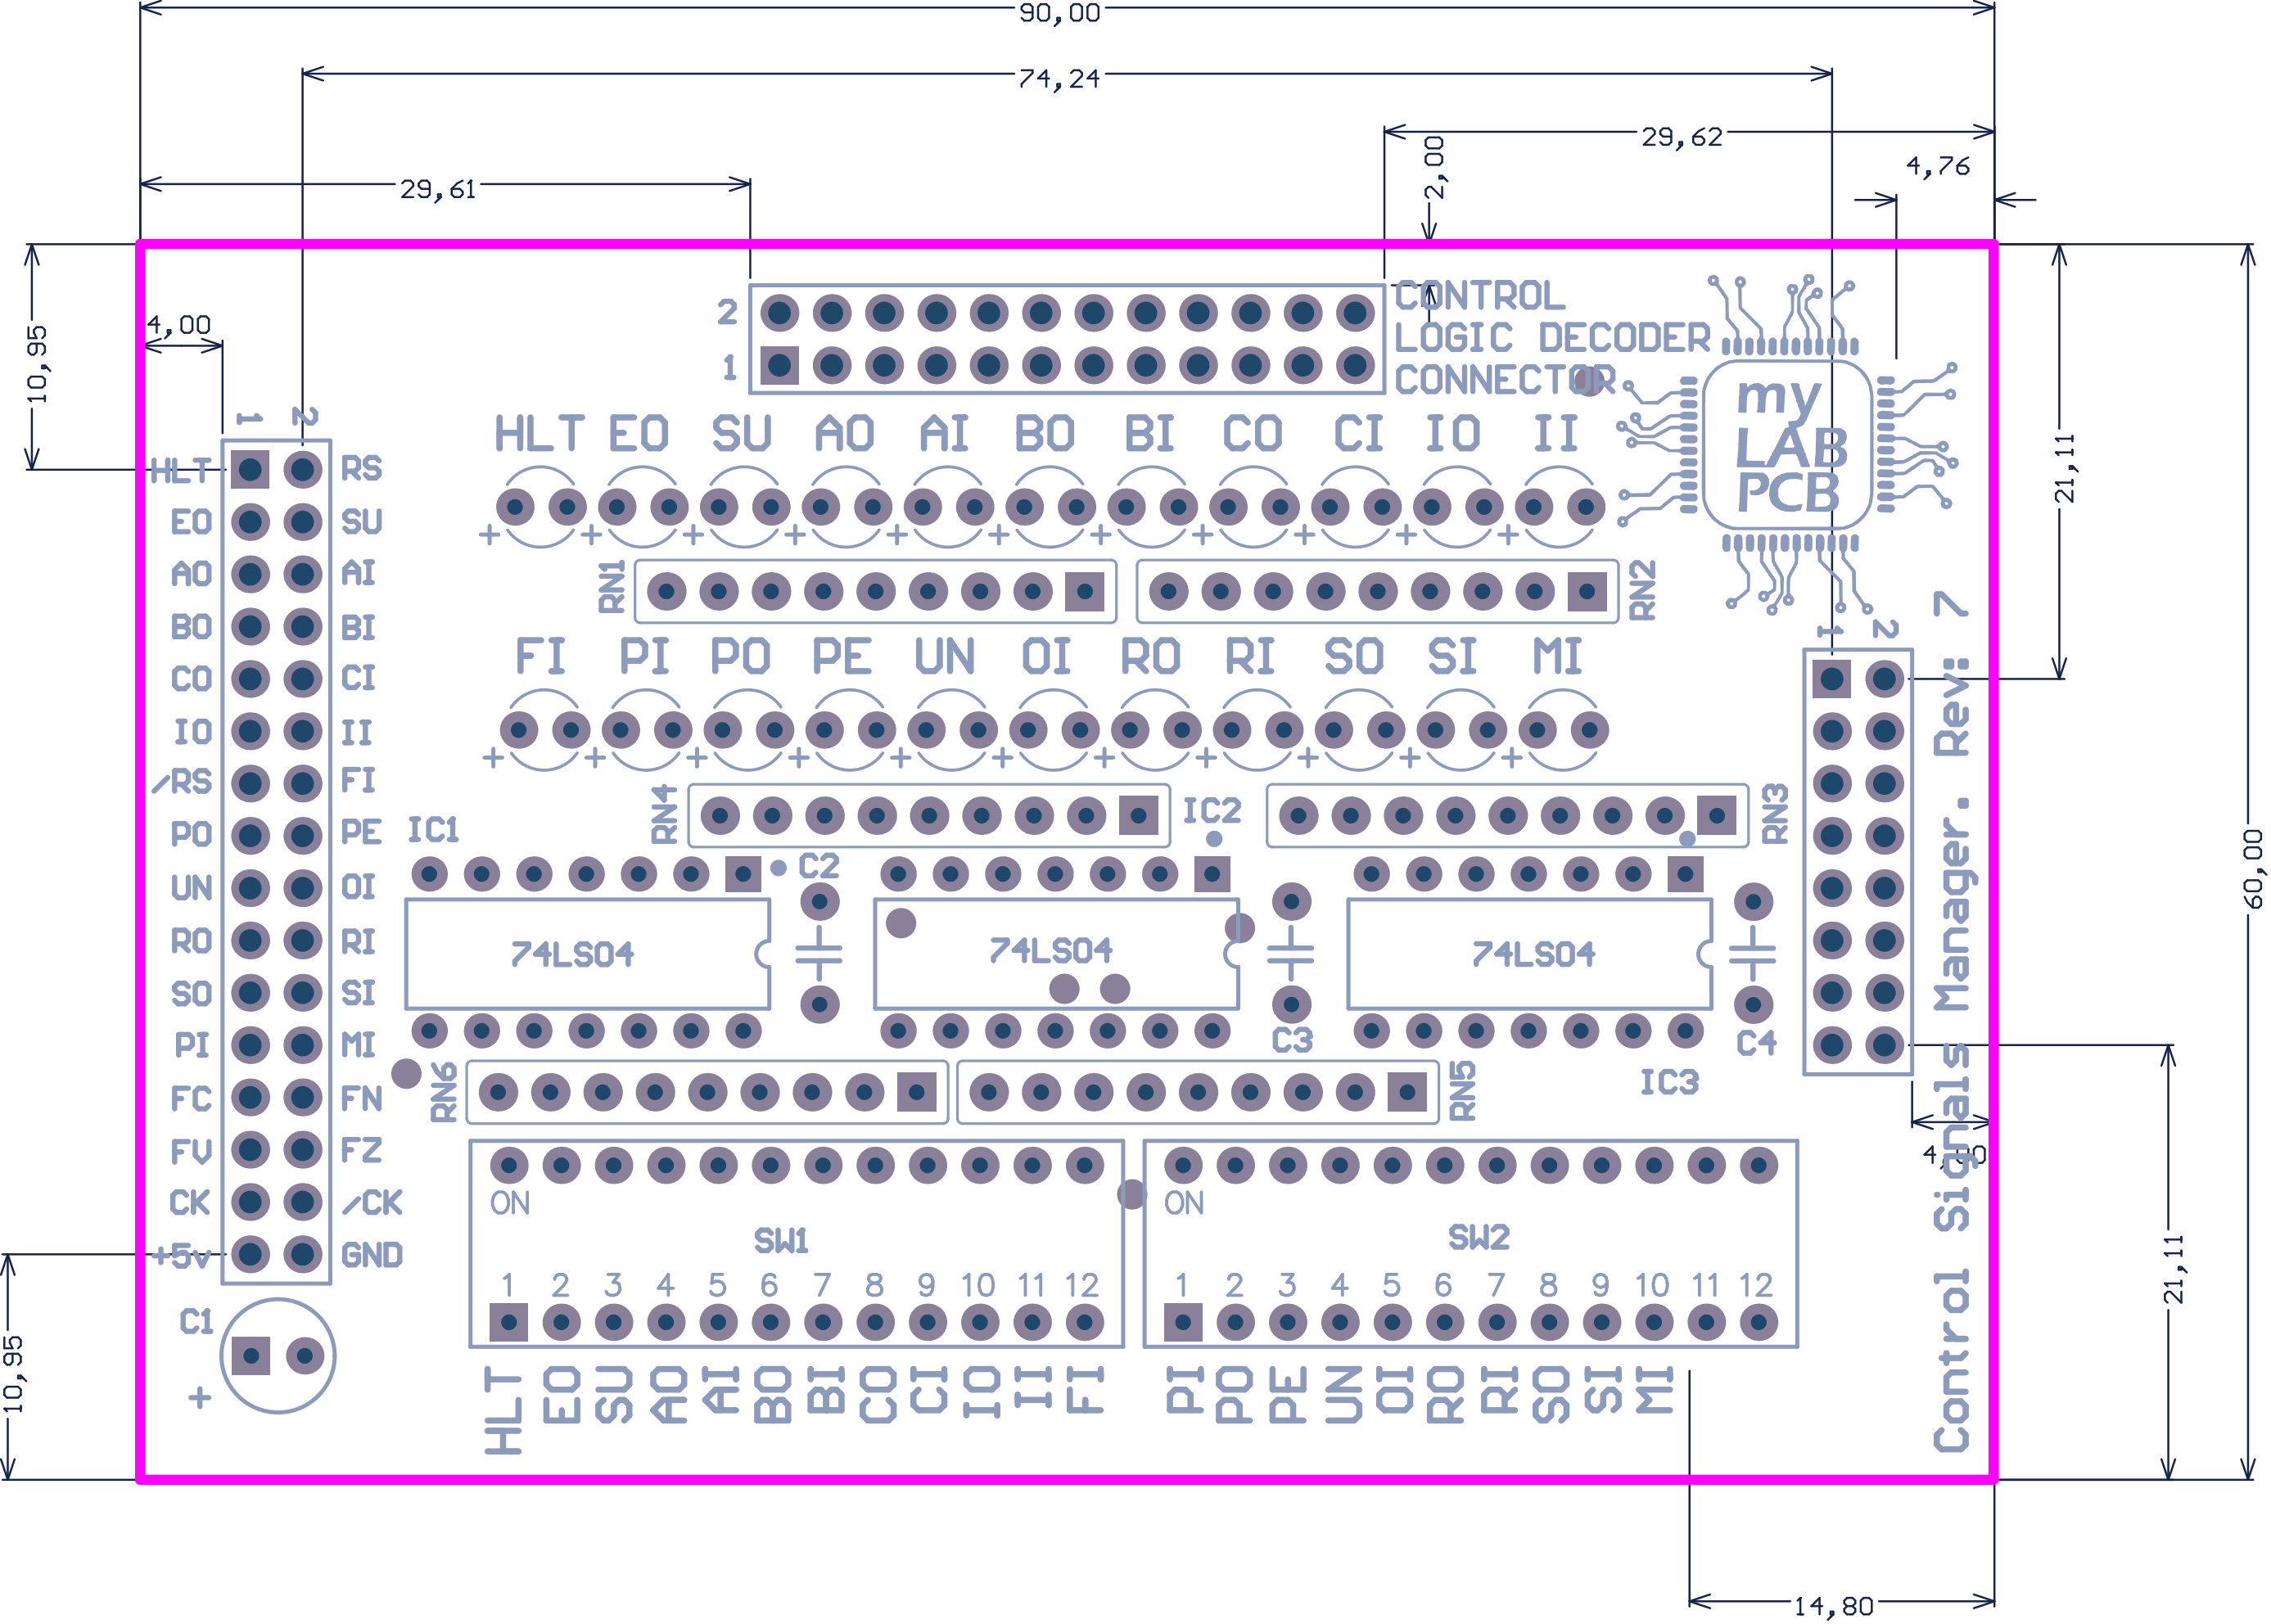 90,00
74,24
29,62
2,00
4,76
29,61
10,95
4,00
21,11
2
1
CONTROL
LOGIC DECODER
CONNECTOR
my
LAB
PCB
1 2
HLT EO SU AO AI BO BI CO CI IO II
+ + + + + + + + + + +
HLT RS
EO SU
AO AI
BO BI
CO CI
IO II
/RS FI
PO PE
UN OI
RO RI
SO SI
PI MI
FC FN
FV FZ
CK /CK
+5v GND
RN1
RN2
FI PI PO PE UN OI RO RI SO SI MI
+ + + + + + + + + + +
1 2
RN4
RN3
IC1
IC2
C2
74LS04
74LS04
74LS04
C3
C4
IC3
RN6
RN5
4,00
60,00
Control Signals Manager. Rev: 7
ON
SW1
1 2 3 4 5 6 7 8 9 10 11 12
ON
SW2
1 2 3 4 5 6 7 8 9 10 11 12
C1
+
10,95
21,11
HLT EO SU AO AI BO BI CO CI IO II FI
PI PO PE UN OI RO RI SO SI MI
14,80